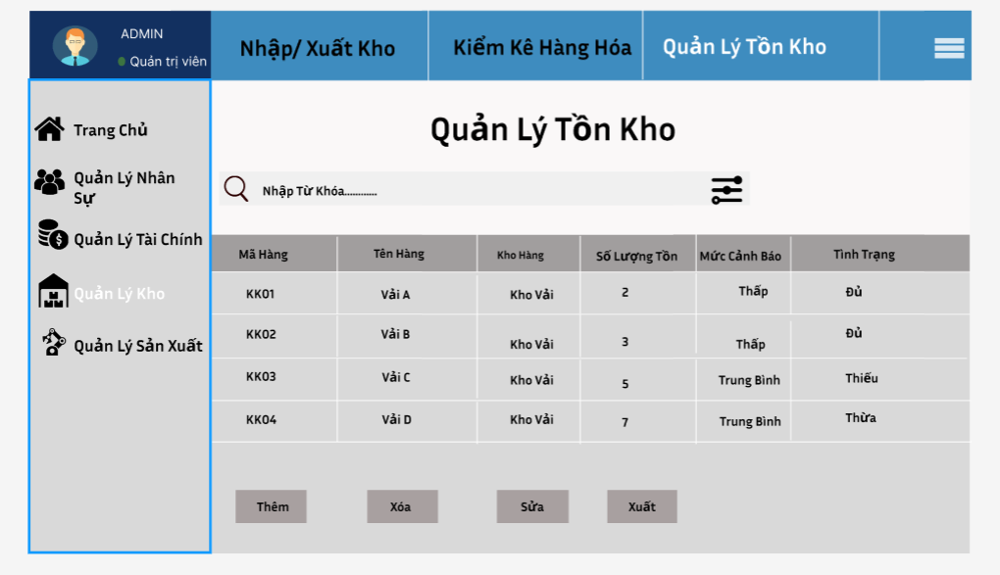 ADMIN
Quản trị viên
Nhập/ Xuất Kho
Kiểm Kê Hàng Hóa
Quản Lý Tồn Kho
Trang Chủ
Quản Lý Nhân
Sự
Quản Lý Tài Chính
Quản Lý Kho
Quản Lý Sản Xuất
Quản Lý Tồn Kho
Nhập Từ Khóa............
Mã Hàng Tên Hàng Kho Hàng Số Lượng Tồn Mức Cảnh Báo Tình Trạng
KK01 Vải A Kho Vải 2 Thấp Đủ
KK02 Vải B Kho Vải 3 Thấp Đủ
KK03 Vải C Kho Vải 5 Trung Bình Thiếu
KK04 Vải D Kho Vải 7 Trung Bình Thừa
Thêm Xóa Sửa Xuất